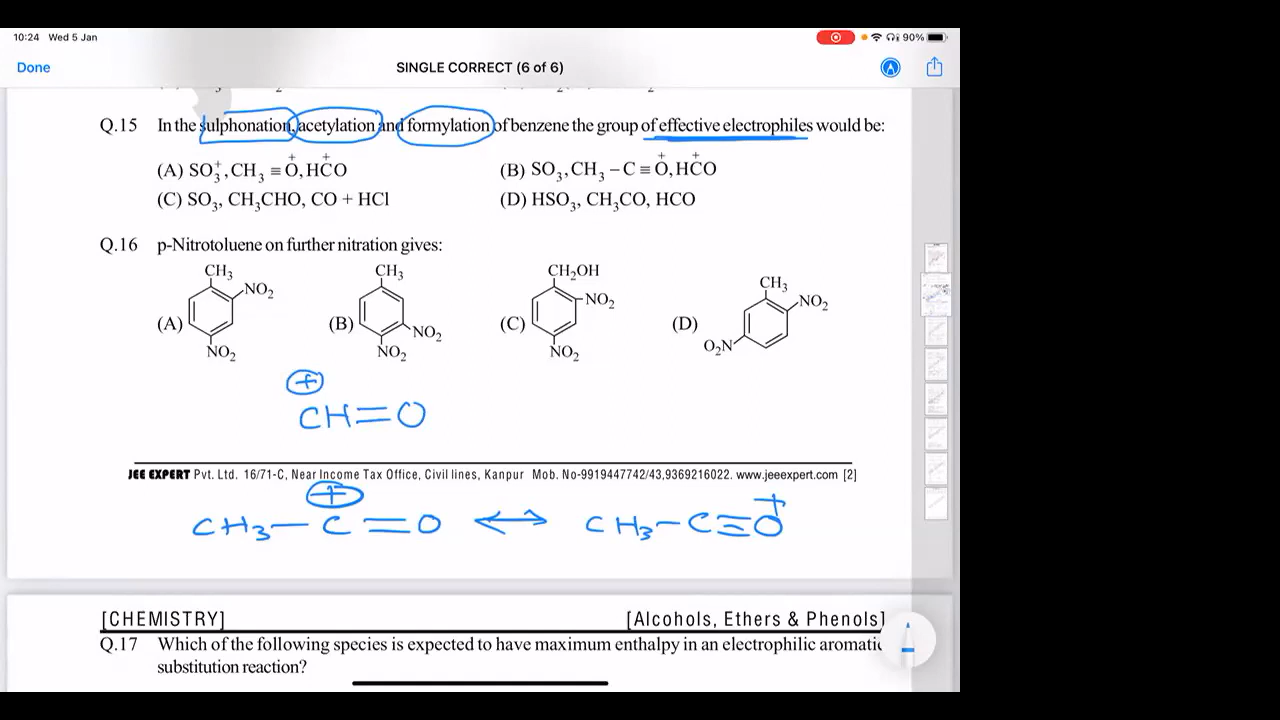 10:24 Wed 5 Jan 90%
Done SINGLE CORRECT (6 of 6)
Q.15 In the sulphonation, acetylation and formylation of benzene the group of effective electrophiles would be:
(A) SO₃⁺, CH₃ ≡ O⁺, HC⁺O (B) SO₃, CH₃ – C ≡ O⁺, HC⁺O
(C) SO₃, CH₃CHO, CO + HCl (D) HSO₃, CH₃CO, HCO
Q.16 p-Nitrotoluene on further nitration gives:
(A) CH₃ NO₂ NO₂ (B) CH₃ NO₂ NO₂ (C) CH₂OH NO₂ NO₂ (D) CH₃ NO₂ O₂N
+
CH=O
JEE EXPERT Pvt. Ltd. 16/71-C, Near Income Tax Office, Civil lines, Kanpur Mob. No-9919447742/43,9369216022. www.jeeexpert.com [2]
+ +
CH₃–C=O ⟷ CH₃–C≡O
[CHEMISTRY] [Alcohols, Ethers & Phenols]
Q.17 Which of the following species is expected to have maximum enthalpy in an electrophilic aromatic
substitution reaction?